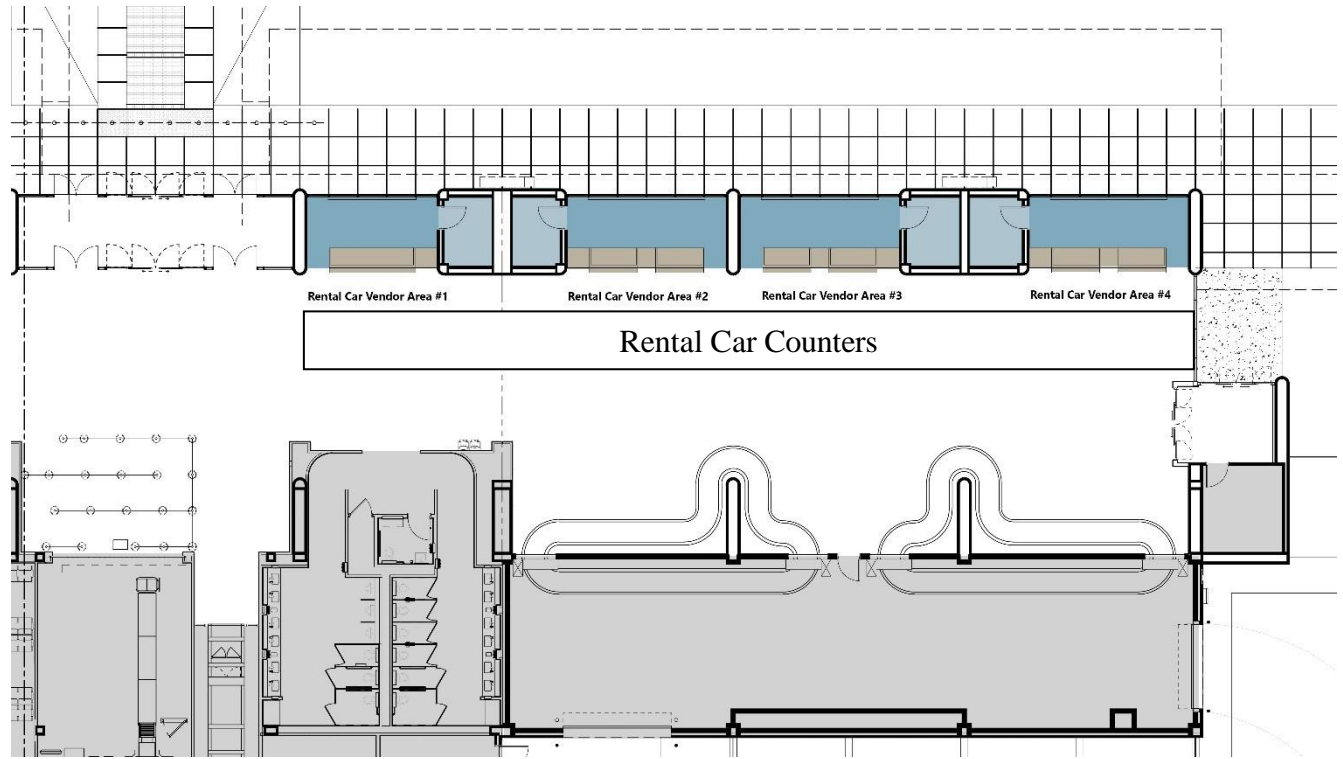 Rental Car Vendor Area #1
Rental Car Vendor Area #2
Rental Car Vendor Area #3
Rental Car Vendor Area #4
Rental Car Counters